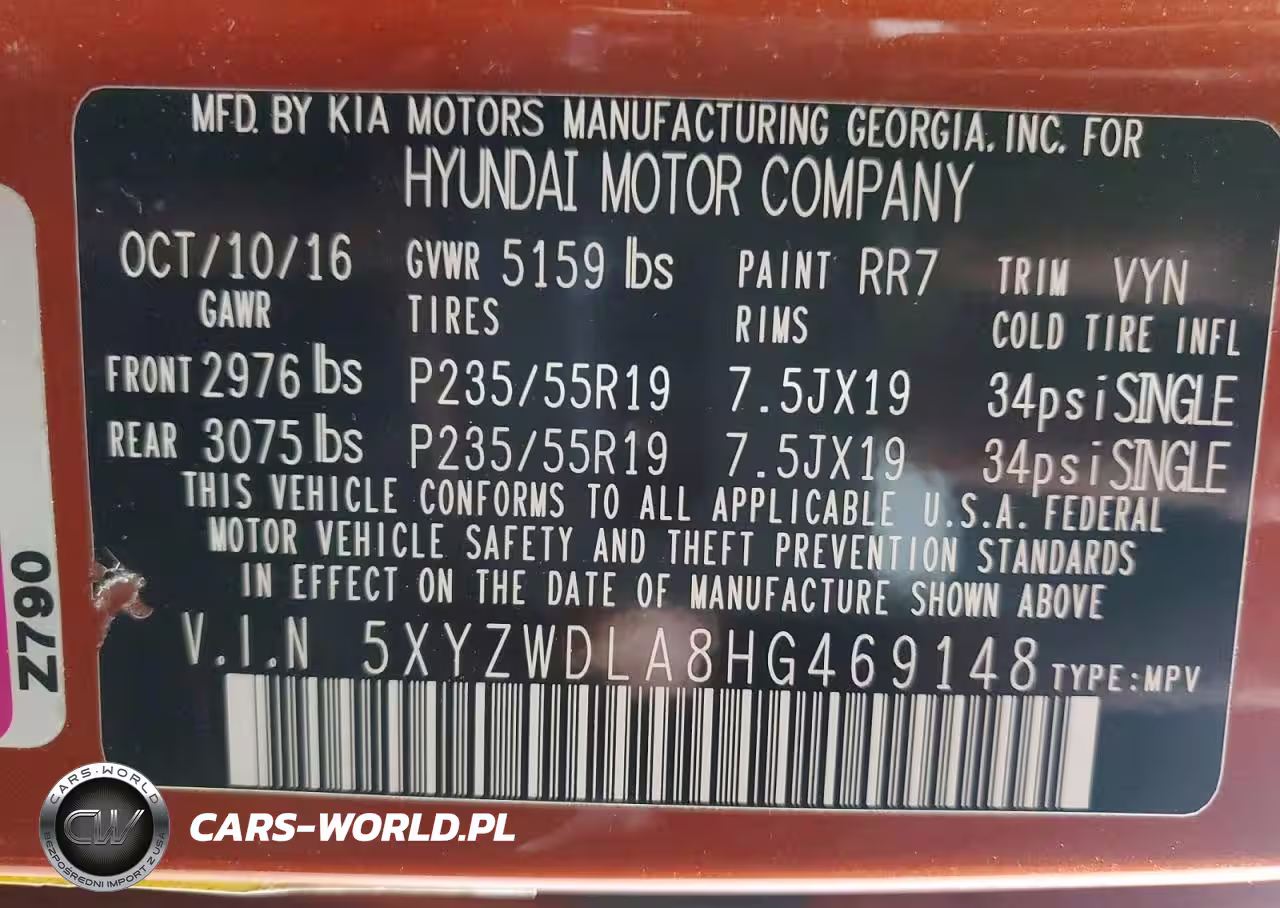 MFD. BY KIA MOTORS MANUFACTURING GEORGIA, INC. FOR
HYUNDAI MOTOR COMPANY
OCT/10/16 GVWR 5159 lbs PAINT RR7 TRIM VYN
GAWR TIRES RIMS COLD TIRE INFL
FRONT 2976 lbs P235/55R19 7.5JX19 34psi SINGLE
REAR 3075 lbs P235/55R19 7.5JX19 34psi SINGLE
THIS VEHICLE CONFORMS TO ALL APPLICABLE U.S.A. FEDERAL
MOTOR VEHICLE SAFETY AND THEFT PREVENTION STANDARDS
IN EFFECT ON THE DATE OF MANUFACTURE SHOWN ABOVE
V.I.N 5XYZWDLA8HG469148 TYPE:MPV
Z790
CARS-WORLD
CW
BEZPOŚREDNI IMPORT Z USA
CARS-WORLD.PL